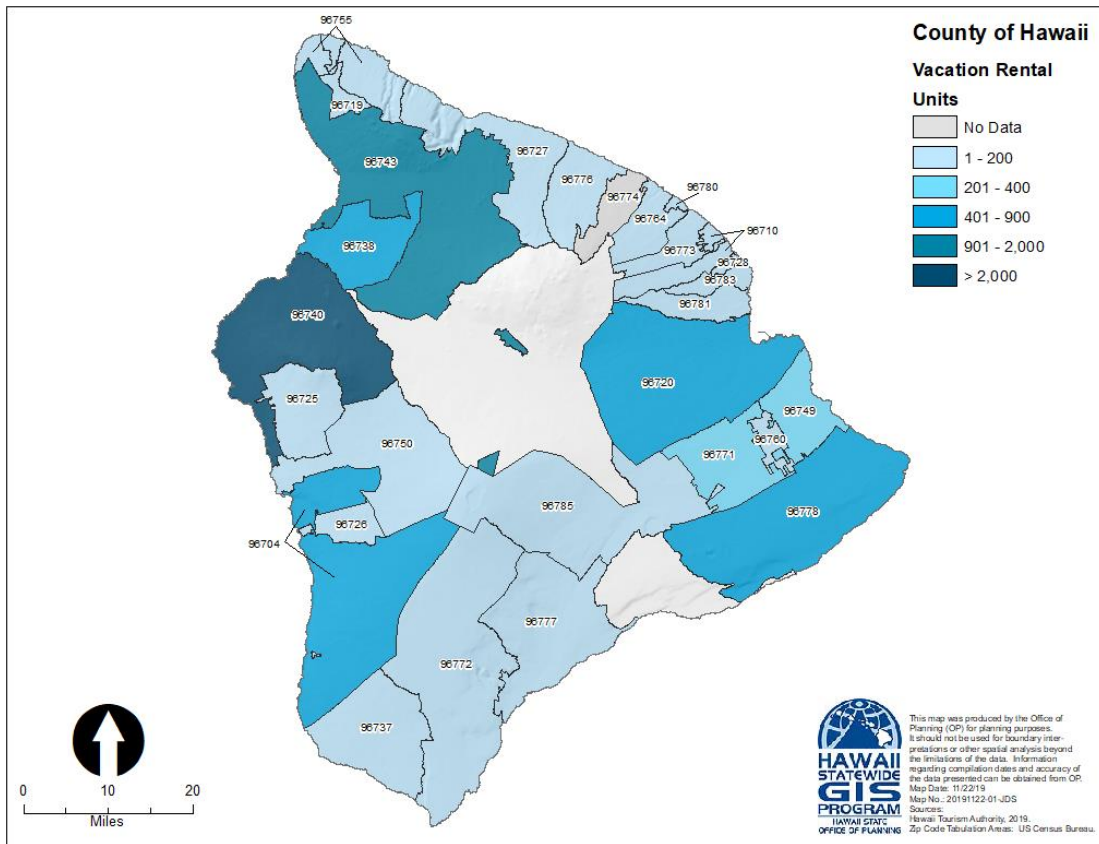 County of Hawaii
Vacation Rental
Units
No Data
1 - 200
201 - 400
401 - 900
901 - 2,000
> 2,000
96755
96719
96743
96727
96776
96774
96780
96764
96710
96773
96728
96738
96783
96781
96740
96720
96725
96749
96760
96750
96771
96785
96778
96726
96704
96777
96772
96737
0 10 20
Miles
HAWAII
STATEWIDE
GIS
PROGRAM
HAWAII STATE
OFFICE OF PLANNING
This map was produced by the Office of
Planning (OP) for planning purposes.
It should not be used for boundary inter-
pretations or other spatial analysis beyond
the limitations of the data. Information
regarding compilation dates and accuracy of
the data presented can be obtained from OP.
Map Date: 11/22/19
Map No.: 20191122-01-JDS
Sources:
Hawaii Tourism Authority, 2019.
Zip Code Tabulation Areas: US Census Bureau.